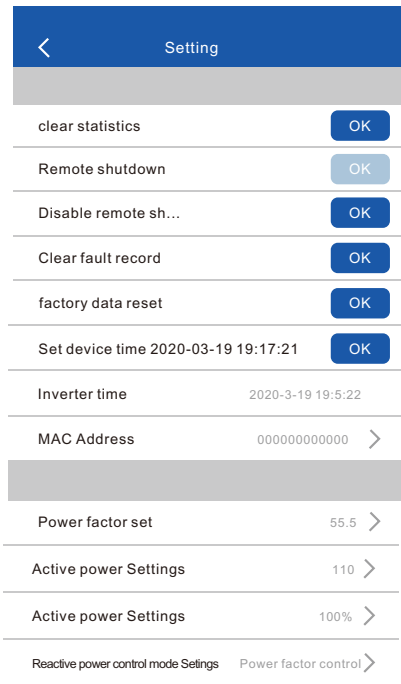 Setting
clear statistics OK
Remote shutdown OK
Disable remote sh... OK
Clear fault record OK
factory data reset OK
Set device time 2020-03-19 19:17:21 OK
Inverter time 2020-3-19 19:5:22
MAC Address 000000000000
Power factor set 55.5
Active power Settings 110
Active power Settings 100%
Reactive power control mode Setings Power factor control